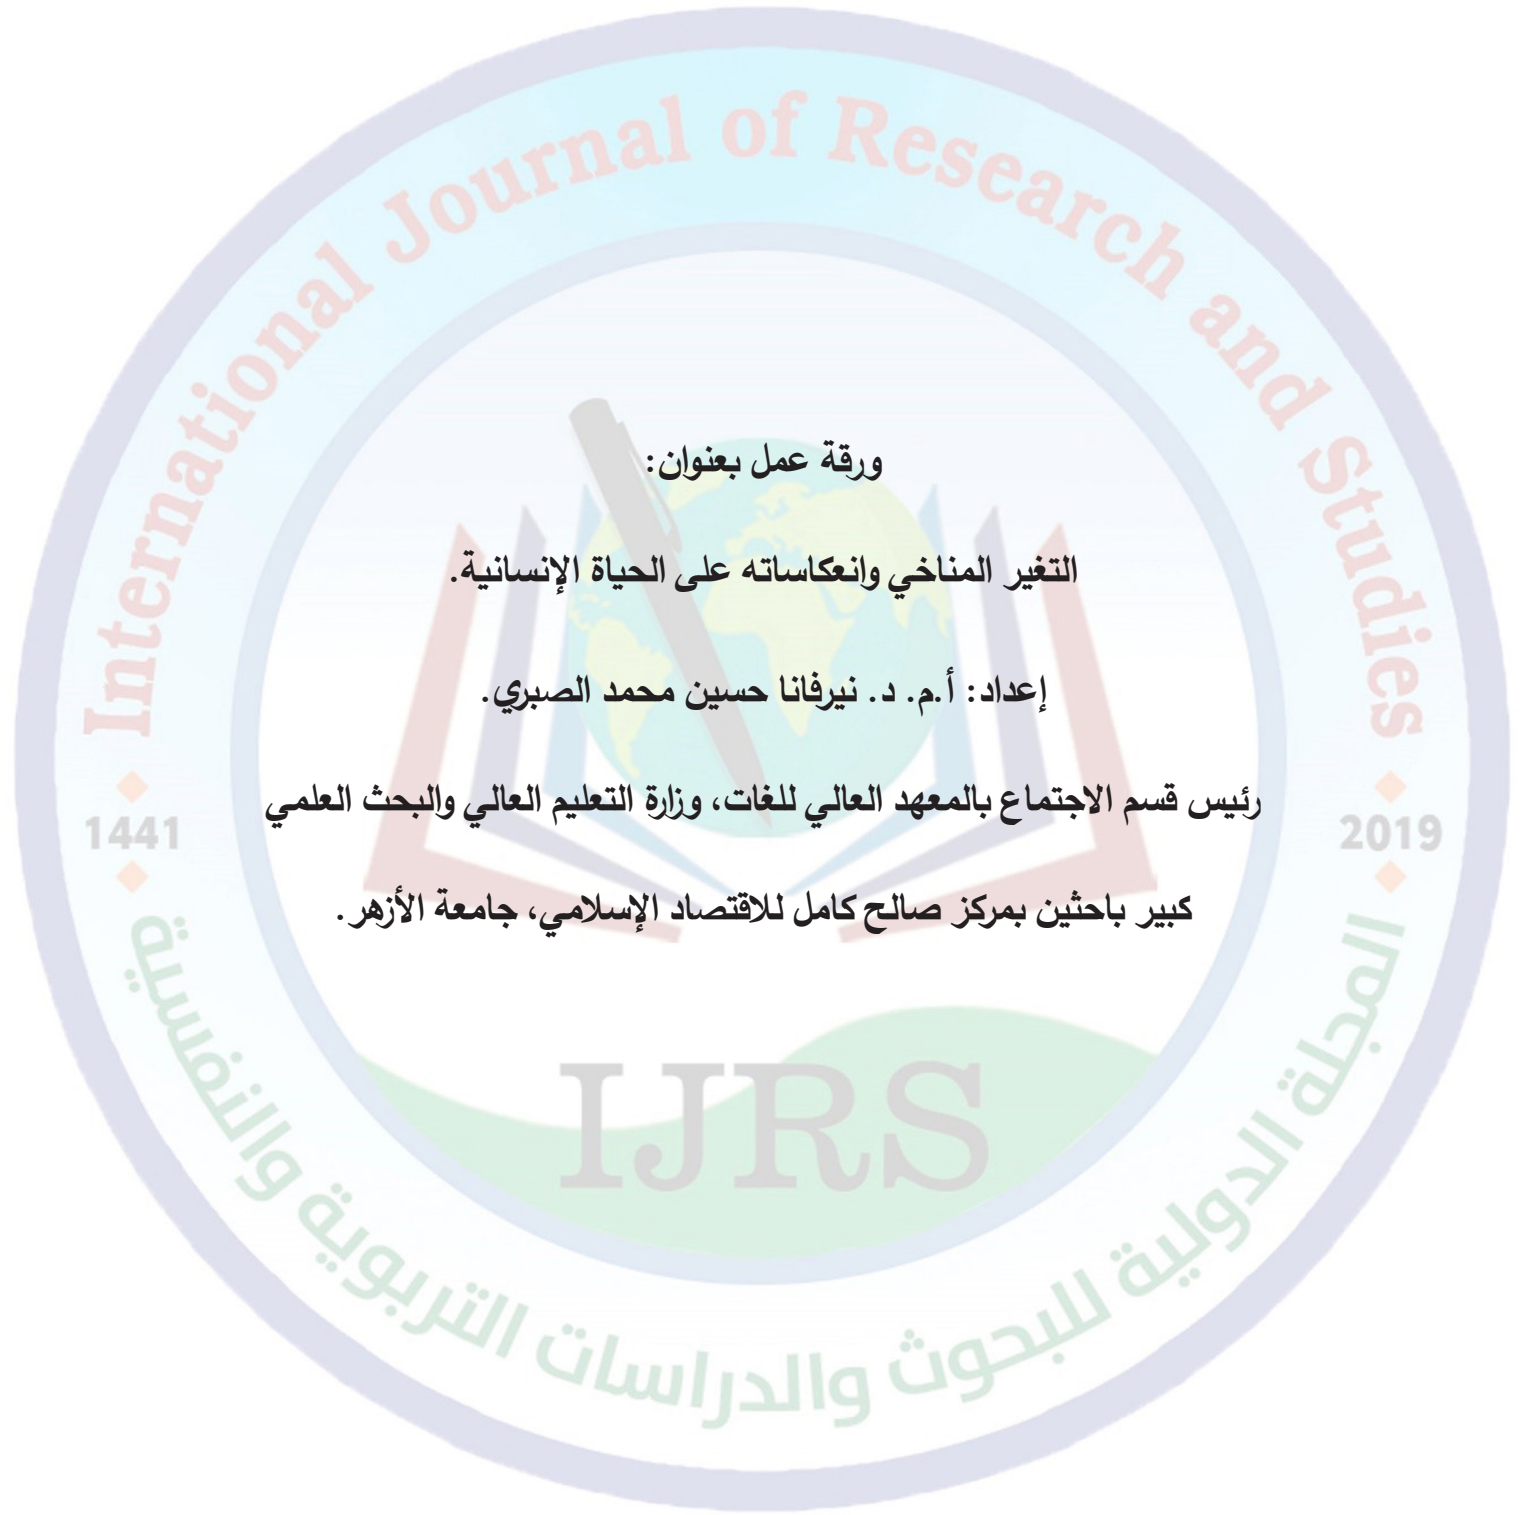 International Journal of Research and Studies
ورقة عمل بعنوان:
التغير المناخي وانعكاساته على الحياة الإنسانية.
إعداد: أ.م. د. نيرفانا حسين محمد الصبري.
رئيس قسم الاجتماع بالمعهد العالي للغات، وزارة التعليم العالي والبحث العلمي
1441
2019
كبير باحثين بمركز صالح كامل للاقتصاد الإسلامي، جامعة الأزهر.
IJRS
المجلة الدولية للبحوث والدراسات التربوية والنفسية